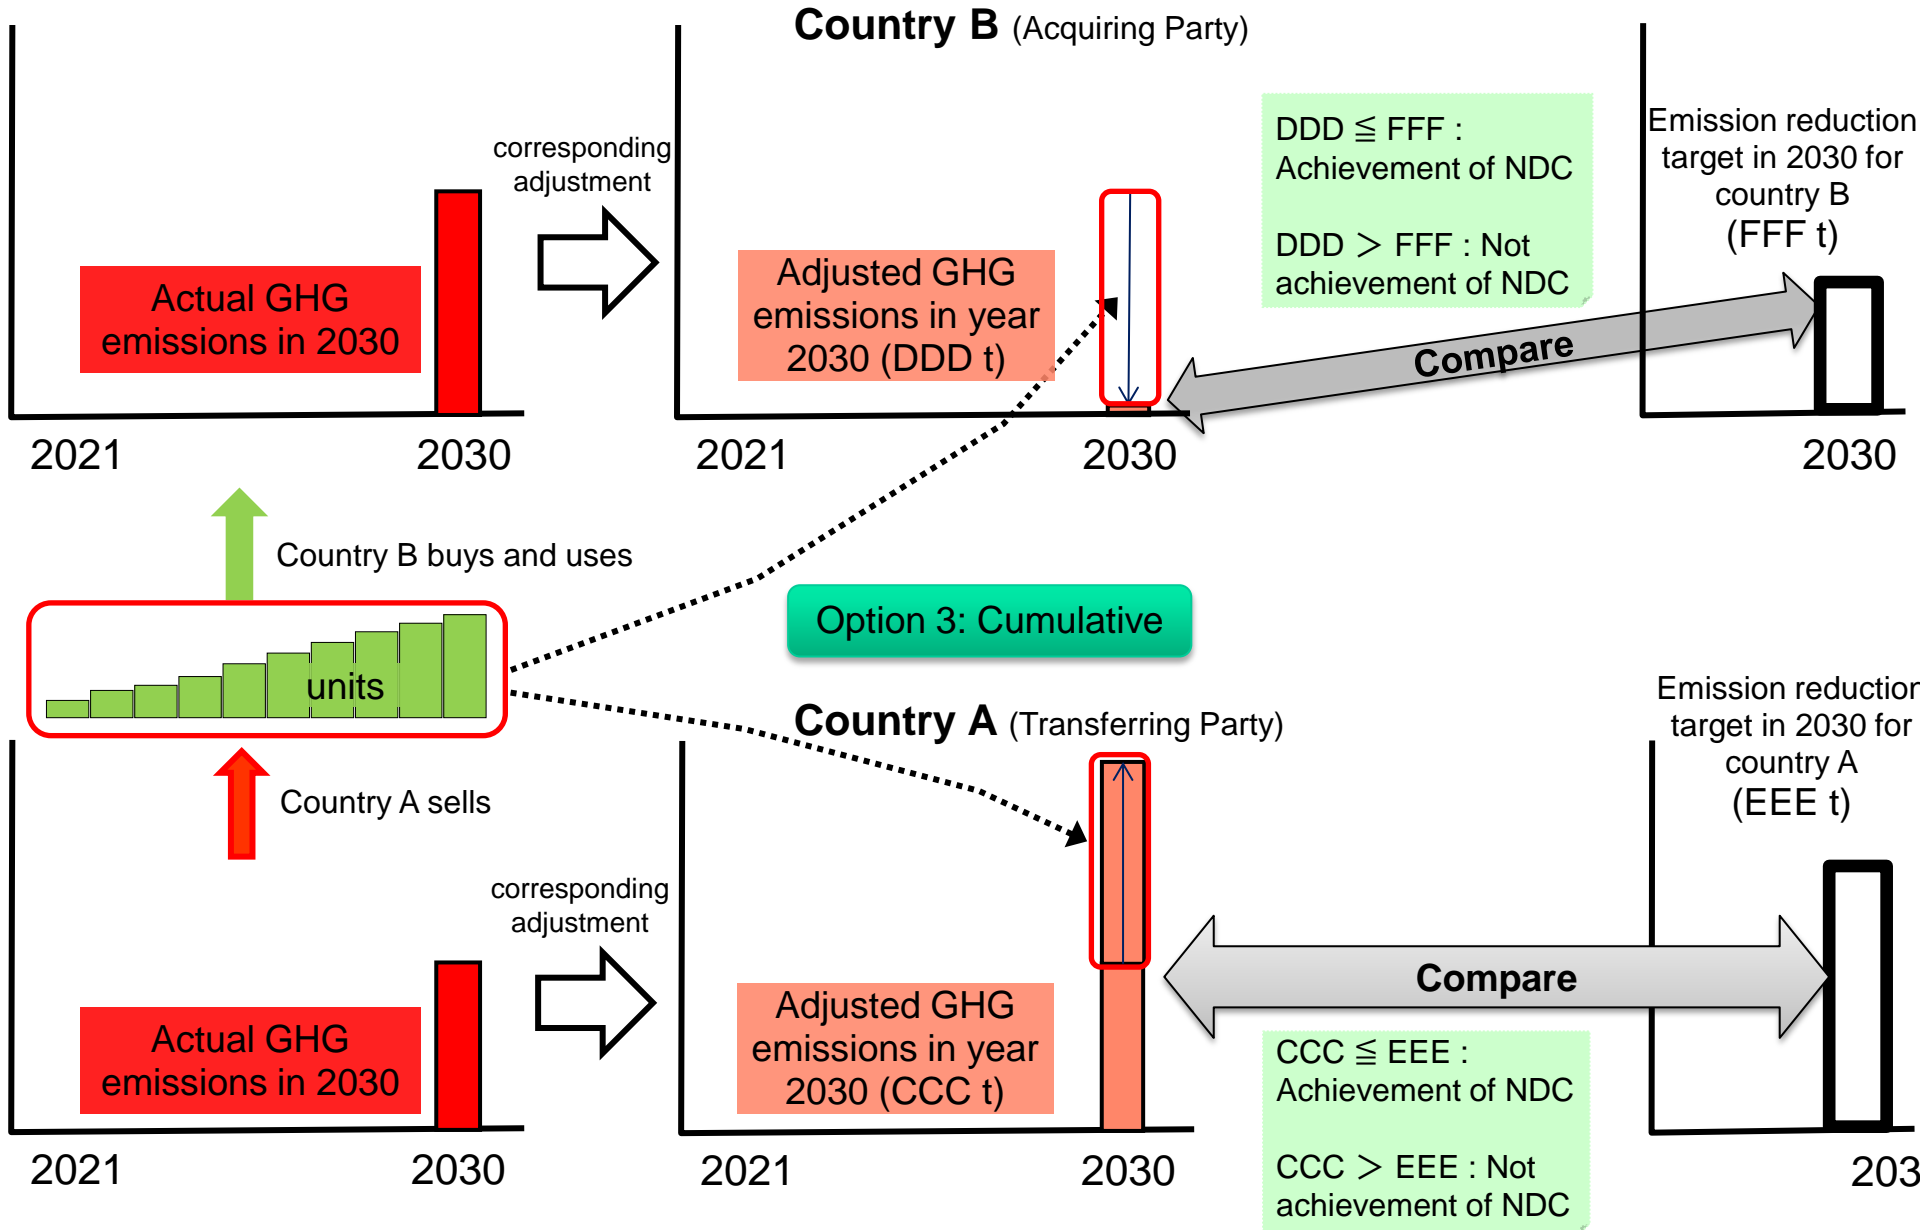 Country B (Acquiring Party)
corresponding
adjustment
Actual GHG
emissions in 2030
2021
2030
Adjusted GHG
emissions in year
2030 (DDD t)
2021
2030
DDD ≦ FFF :
Achievement of NDC
DDD ＞ FFF : Not
achievement of NDC
Compare
Emission reduction
target in 2030 for
country B
(FFF t)
2030
Country B buys and uses
units
Country A sells
Option 3: Cumulative
Country A (Transferring Party)
corresponding
adjustment
Actual GHG
emissions in 2030
2021
2030
Adjusted GHG
emissions in year
2030 (CCC t)
2021
2030
Compare
CCC ≦ EEE :
Achievement of NDC
CCC ＞ EEE : Not
achievement of NDC
Emission reduction
target in 2030 for
country A
(EEE t)
203